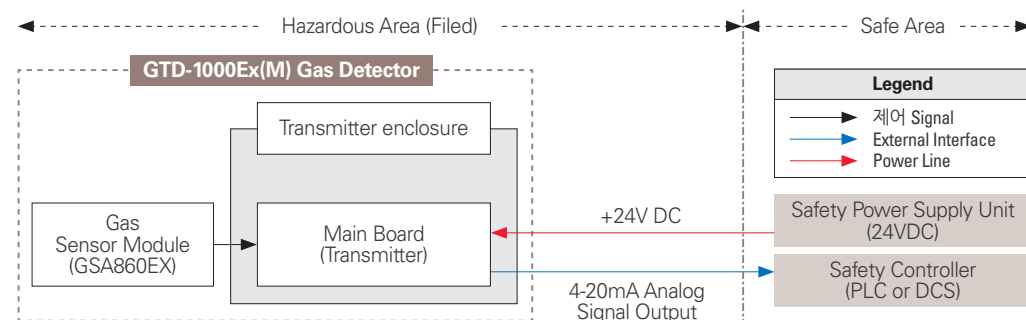 Hazardous Area (Filed)
Safe Area
GTD-1000Ex(M) Gas Detector
Transmitter enclosure
Gas
Sensor Module
(GSA860EX)
Main Board
(Transmitter)
+24V DC
4-20mA Analog
Signal Output
Legend
제어 Signal
External Interface
Power Line
Safety Power Supply Unit
(24VDC)
Safety Controller
(PLC or DCS)